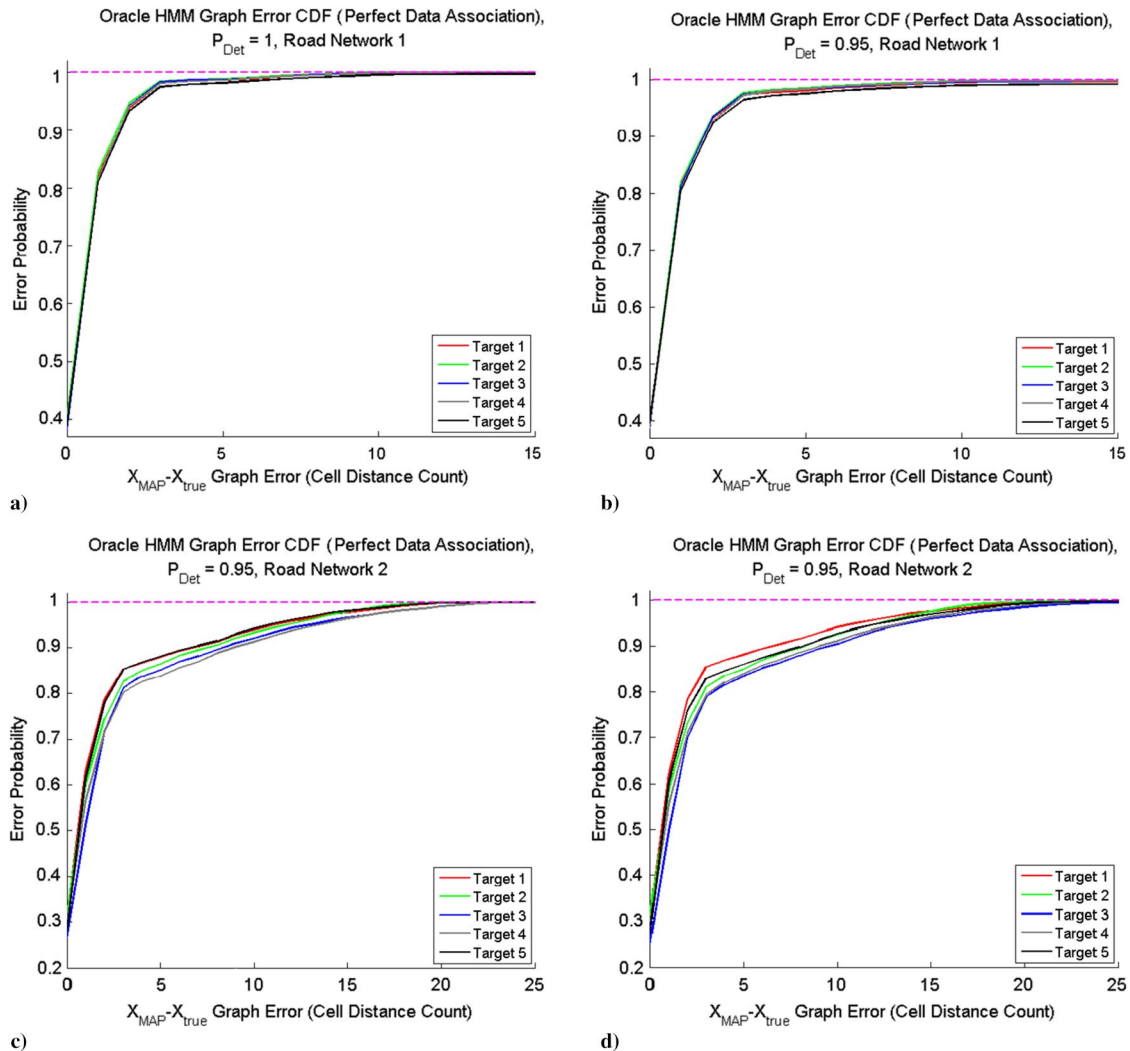 Oracle HMM Graph Error CDF (Perfect Data Association),
P_Det = 1, Road Network 1
1
0.9
0.8
0.7
0.6
0.5
0.4
Error Probability
Target 1
Target 2
Target 3
Target 4
Target 5
0 5 10 15
X_MAP-X_true Graph Error (Cell Distance Count)
a)
Oracle HMM Graph Error CDF (Perfect Data Association),
P_Det = 0.95, Road Network 1
1
0.9
0.8
0.7
0.6
0.5
0.4
Error Probability
Target 1
Target 2
Target 3
Target 4
Target 5
0 5 10 15
X_MAP-X_true Graph Error (Cell Distance Count)
b)
Oracle HMM Graph Error CDF (Perfect Data Association),
P_Det = 0.95, Road Network 2
1
0.9
0.8
0.7
0.6
0.5
0.4
0.3
0.2
Error Probability
Target 1
Target 2
Target 3
Target 4
Target 5
0 5 10 15 20 25
X_MAP-X_true Graph Error (Cell Distance Count)
c)
Oracle HMM Graph Error CDF (Perfect Data Association),
P_Det = 0.95, Road Network 2
1
0.9
0.8
0.7
0.6
0.5
0.4
0.3
0.2
Error Probability
Target 1
Target 2
Target 3
Target 4
Target 5
0 5 10 15 20 25
X_MAP-X_true Graph Error (Cell Distance Count)
d)